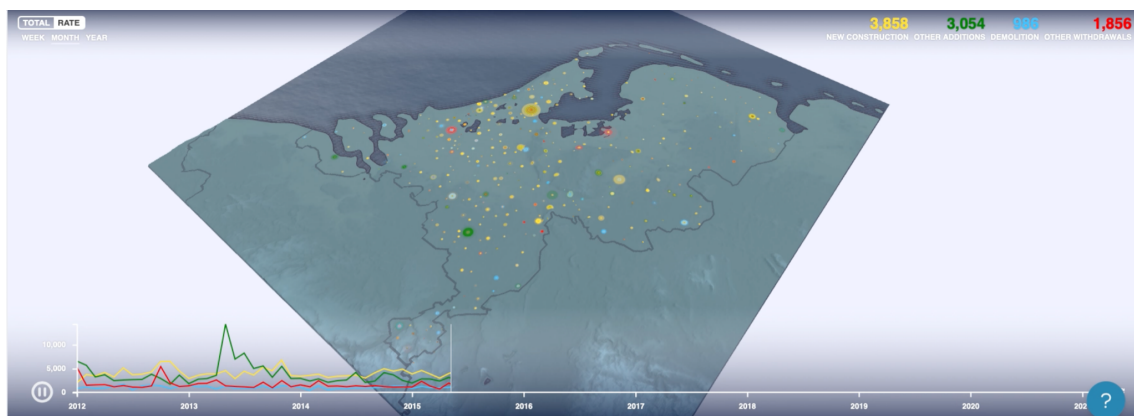 TOTAL RATE
WEEK MONTH YEAR
3,858 3,054 985 1,856
NEW CONSTRUCTION OTHER ADDITIONS DEMOLITION OTHER WITHDRAWALS
10,000
5,000
0
2012 2013 2014 2015 2016 2017 2018 2019 2020
?